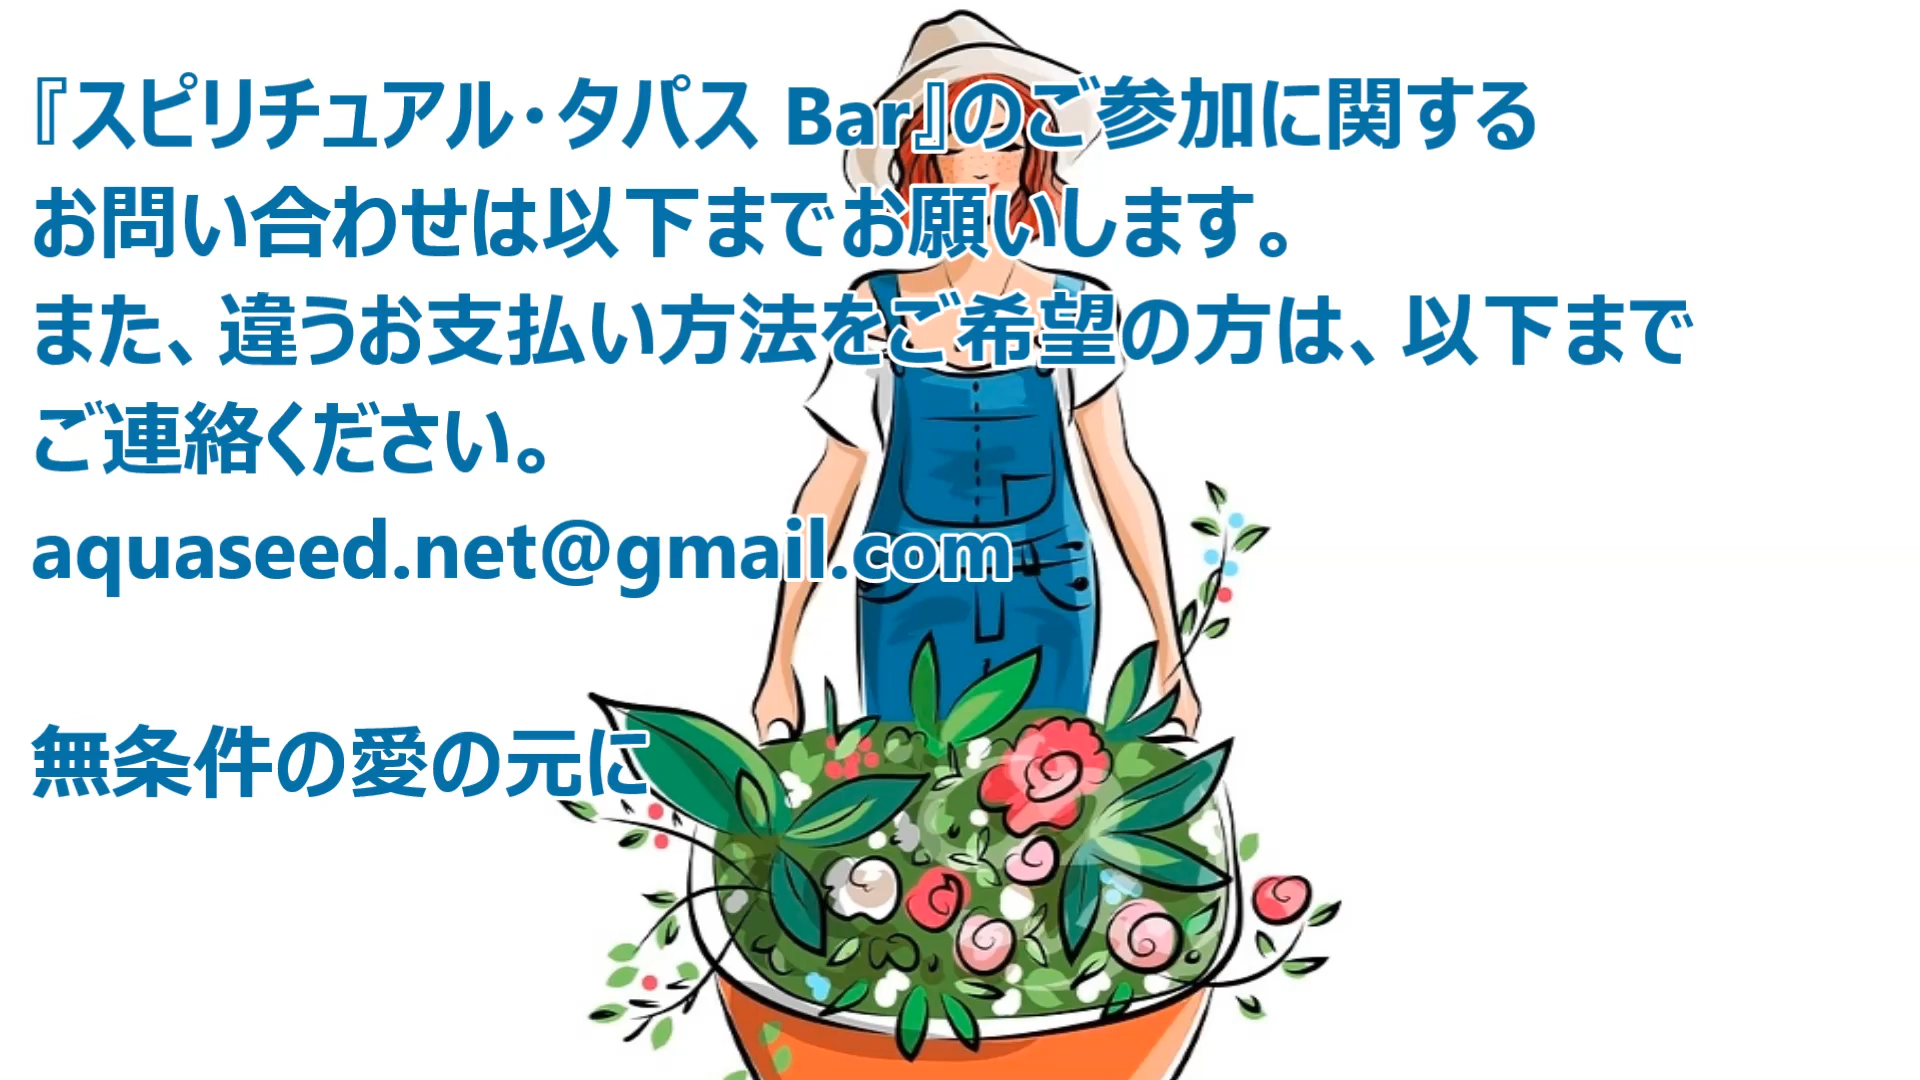 『スピリチュアル・タパス Bar』のご参加に関する
お問い合わせは以下までお願いします。
また、違うお支払い方法をご希望の方は、以下まで
ご連絡ください。
aquaseed.net@gmail.com
無条件の愛の元に